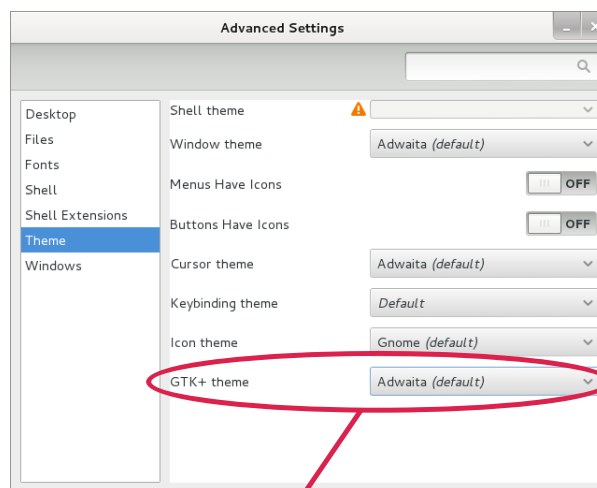 Advanced Settings
Desktop
Files
Fonts
Shell
Shell Extensions
Theme
Windows
Shell theme
Window theme Adwaita (default)
Menus Have Icons OFF
Buttons Have Icons OFF
Cursor theme Adwaita (default)
Keybinding theme Default
Icon theme Gnome (default)
GTK+ theme Adwaita (default)